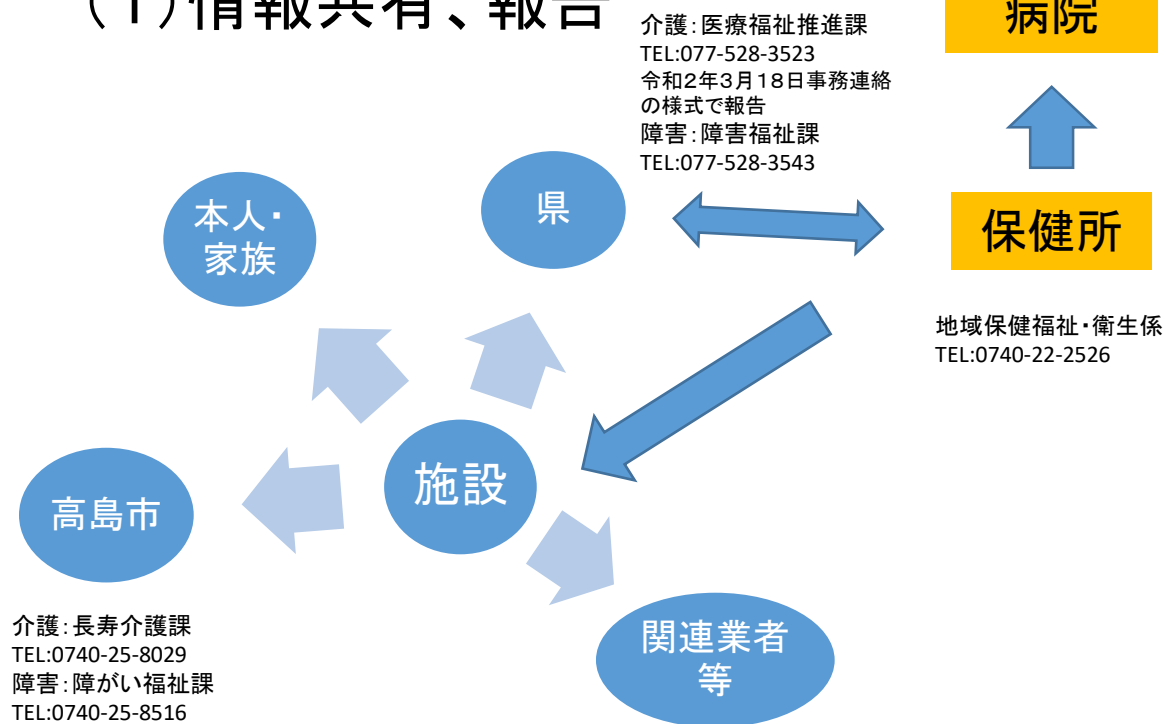 (1)情報共有、報告
介護:医療福祉推進課
TEL:077-528-3523
令和2年3月18日事務連絡
の様式で報告
障害:障害福祉課
TEL:077-528-3543
病院
本人・
家族
県
保健所
地域保健福祉・衛生係
TEL:0740-22-2526
施設
高島市
介護:長寿介護課
TEL:0740-25-8029
障害:障がい福祉課
TEL:0740-25-8516
関連業者
等